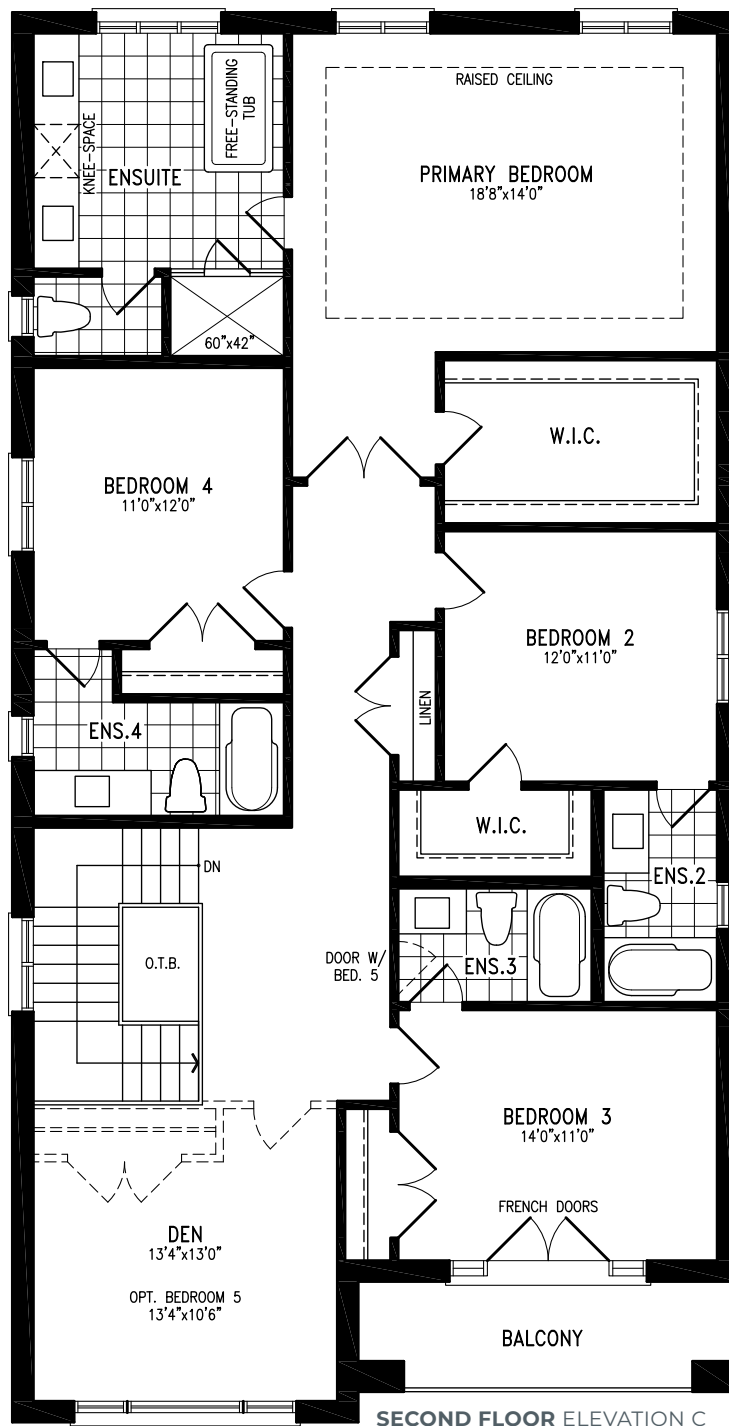 RAISED CEILING
FREE-STANDING
TUB
KNEE-SPACE
ENSUITE
PRIMARY BEDROOM
18'8"x14'0"
60"x42"
W.I.C.
BEDROOM 4
11'0"x12'0"
BEDROOM 2
12'0"x11'0"
LINEN
ENS.4
W.I.C.
DN
ENS.2
O.T.B.
DOOR W/
BED. 5
ENS.3
BEDROOM 3
14'0"x11'0"
FRENCH DOORS
DEN
13'4"x13'0"
OPT. BEDROOM 5
13'4"x10'6"
BALCONY
SECOND FLOOR ELEVATION C